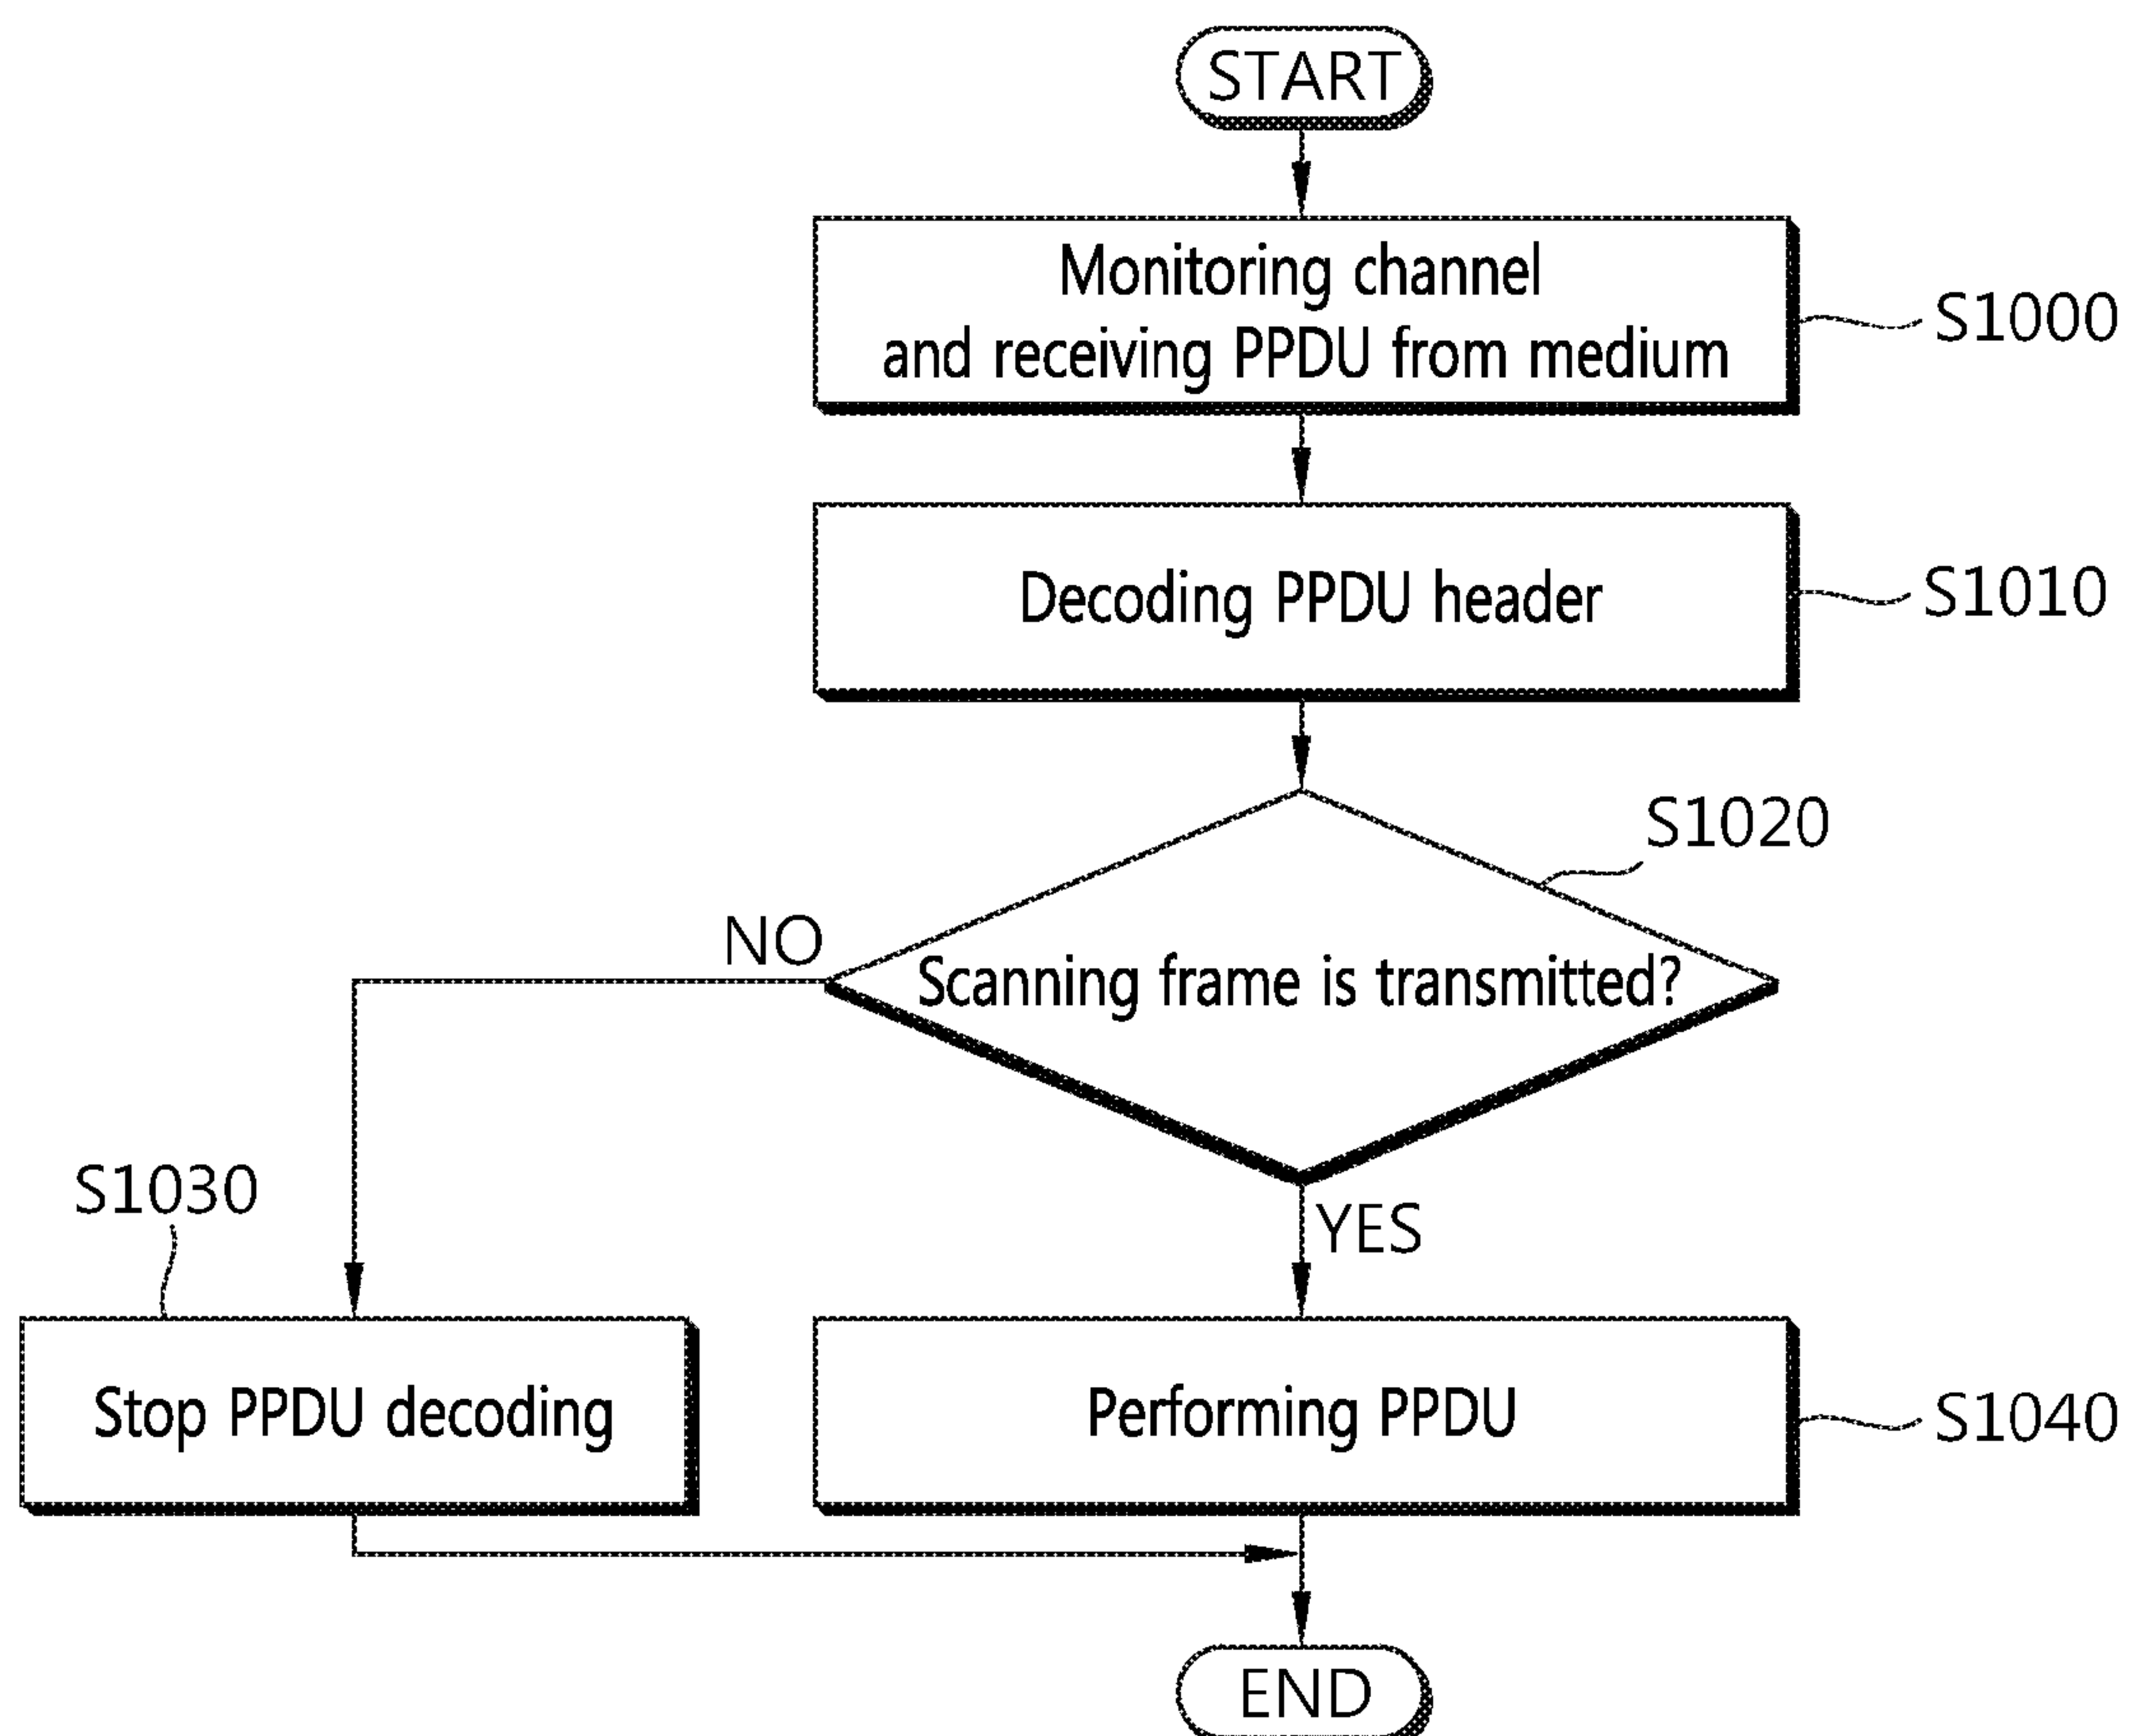 START
Monitoring channel
and receiving PPDU from medium
S1000
Decoding PPDU header
S1010
S1020
Scanning frame is transmitted?
NO
YES
S1030
Stop PPDU decoding
Performing PPDU
S1040
END